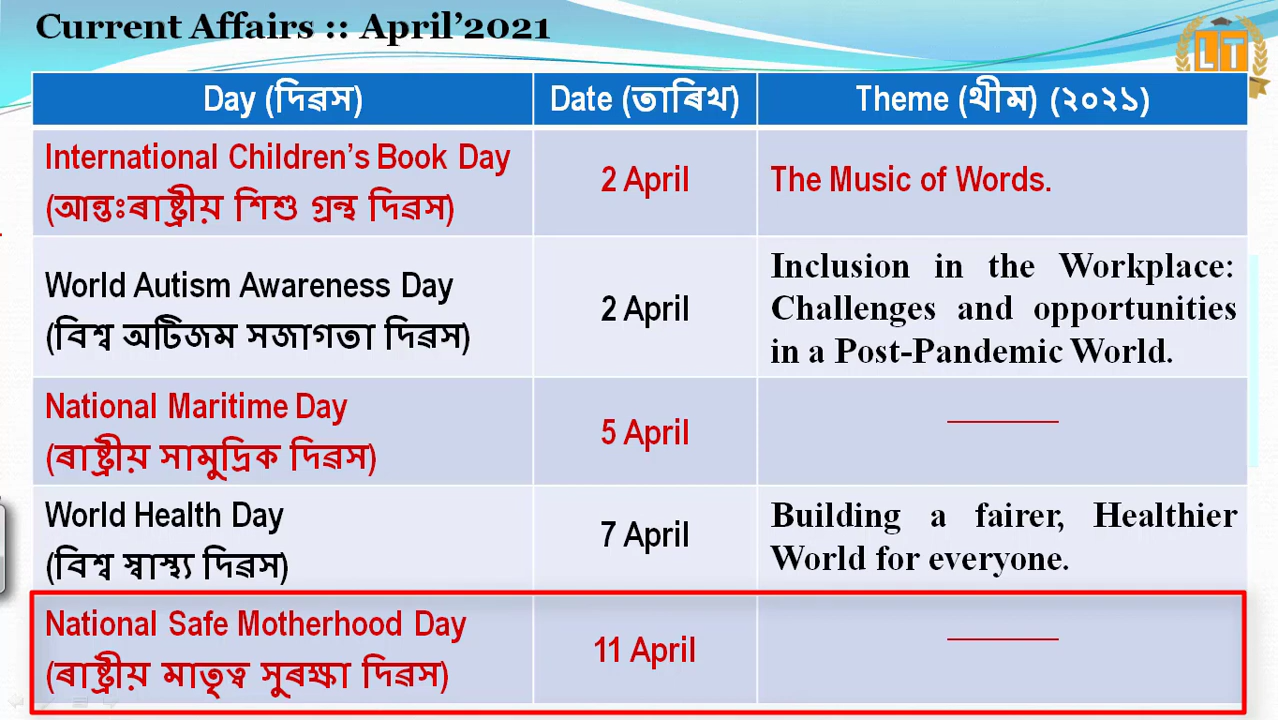 Current Affairs :: April’2021
LT
Day (দিৱস)
Date (তাৰিখ)
Theme (থীম) (২০২১)
International Children’s Book Day
(আন্তঃৰাষ্ট্ৰীয় শিশু গ্ৰন্থ দিৱস)
2 April
The Music of Words.
World Autism Awareness Day
(বিশ্ব অটিজম সজাগতা দিৱস)
2 April
Inclusion in the Workplace:
Challenges and opportunities
in a Post-Pandemic World.
National Maritime Day
(ৰাষ্ট্ৰীয় সামুদ্ৰিক দিৱস)
5 April
World Health Day
(বিশ্ব স্বাস্থ্য দিৱস)
7 April
Building a fairer, Healthier
World for everyone.
National Safe Motherhood Day
(ৰাষ্ট্ৰীয় মাতৃত্ব সুৰক্ষা দিৱস)
11 April